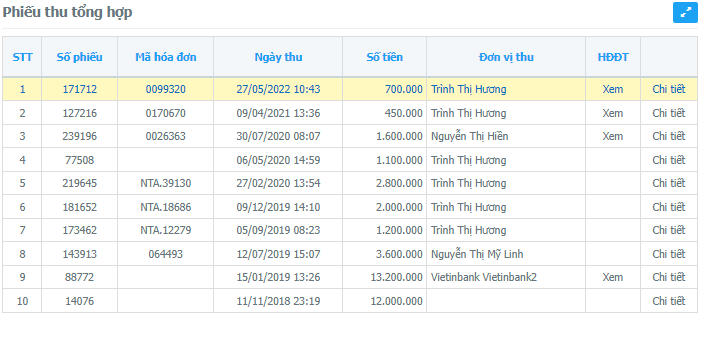 Phiếu thu tổng hợp
STT Số phiếu Mã hóa đơn Ngày thu Số tiền Đơn vị thu HĐĐT
1 171712 0099320 27/05/2022 10:43 700.000 Trình Thị Hương Xem Chi tiết
2 127216 0170670 09/04/2021 13:36 450.000 Trình Thị Hương Xem Chi tiết
3 239196 0026363 30/07/2020 08:07 1.600.000 Nguyễn Thị Hiền Xem Chi tiết
4 77508 06/05/2020 14:59 1.100.000 Trình Thị Hương Chi tiết
5 219645 NTA.39130 27/02/2020 13:54 2.800.000 Trình Thị Hương Chi tiết
6 181652 NTA.18686 09/12/2019 14:10 2.000.000 Trình Thị Hương Chi tiết
7 173462 NTA.12279 05/09/2019 08:23 1.200.000 Trình Thị Hương Chi tiết
8 143913 064493 12/07/2019 15:07 3.600.000 Nguyễn Thị Mỹ Linh Chi tiết
9 88772 15/01/2019 13:26 13.200.000 Vietinbank Vietinbank2 Xem Chi tiết
10 14076 11/11/2018 23:19 12.000.000 Chi tiết